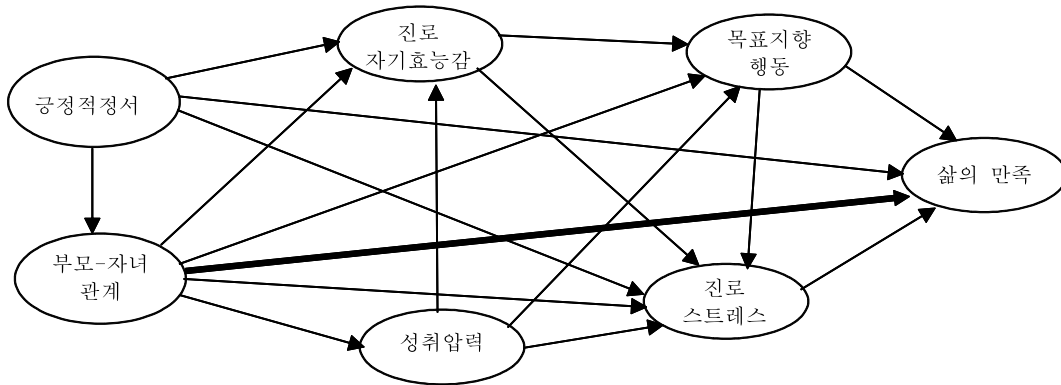 진로
자기효능감
목표지향
행동
긍정적정서
삶의 만족
부모-자녀
관계
진로
스트레스
성취압력